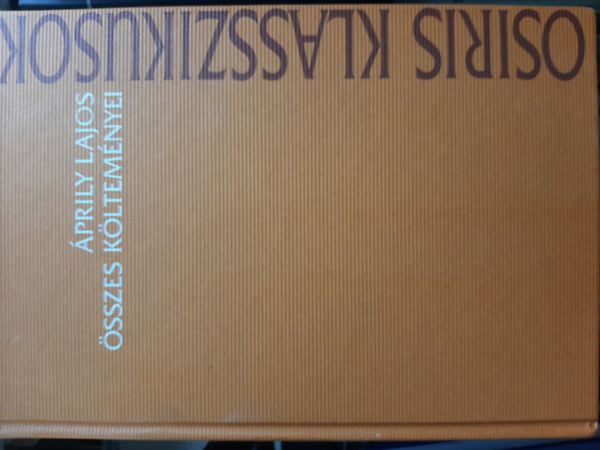 OSIRIS KLASSZIKUSOK
ÁPRILY LAJOS
ÖSSZES KÖLTEMÉNYEI